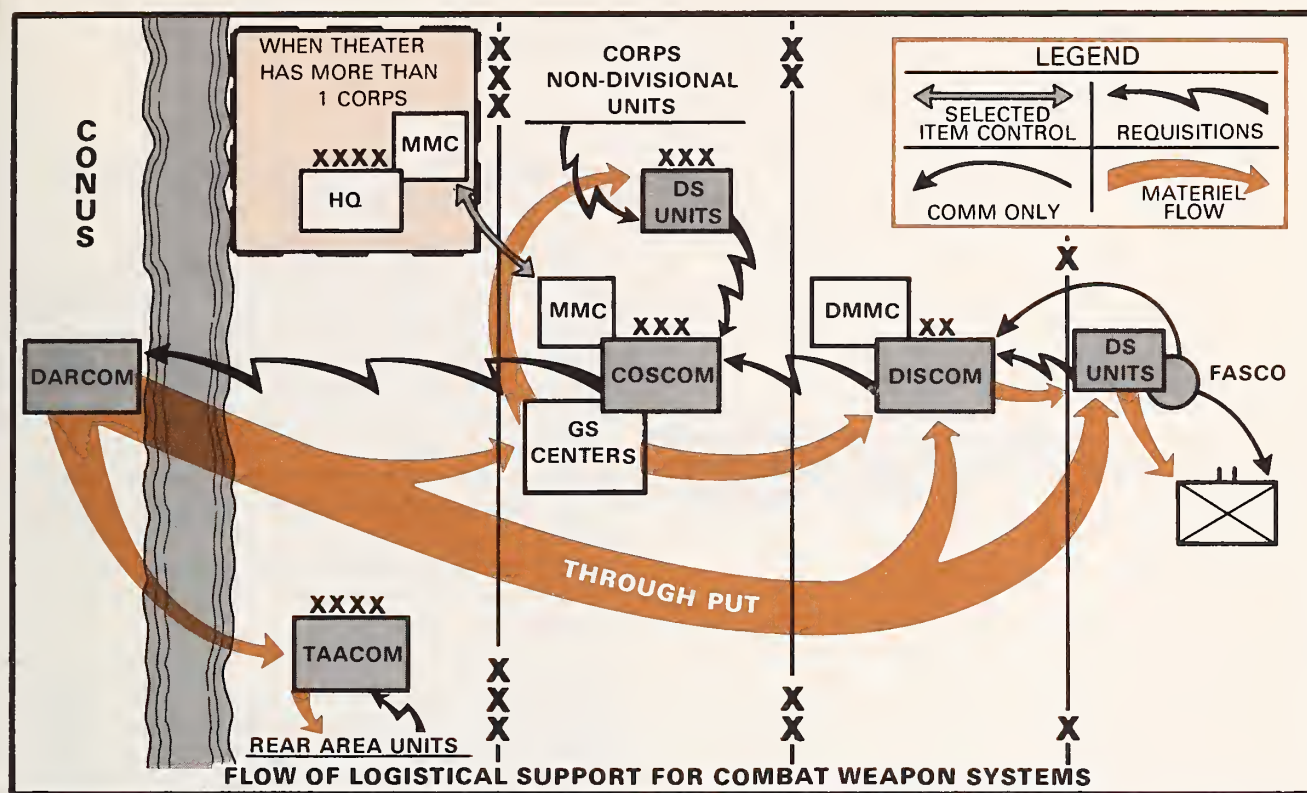 WHEN THEATER
HAS MORE THAN
1 CORPS
MMC
XXXX
HQ
CONUS
XXX
CORPS
NON-DIVISIONAL
UNITS
XXX
DS
UNITS
XX
LEGEND
SELECTED
ITEM CONTROL
REQUISITIONS
COMM ONLY
MATERIEL
FLOW
X
MMC
XXX
COSCOM
GS
CENTERS
DMMC
XX
DISCOM
DS
UNITS
FASCO
DARCOM
THROUGH PUT
XXXX
TAACOM
REAR AREA UNITS
XXX
XX
X
FLOW OF LOGISTICAL SUPPORT FOR COMBAT WEAPON SYSTEMS